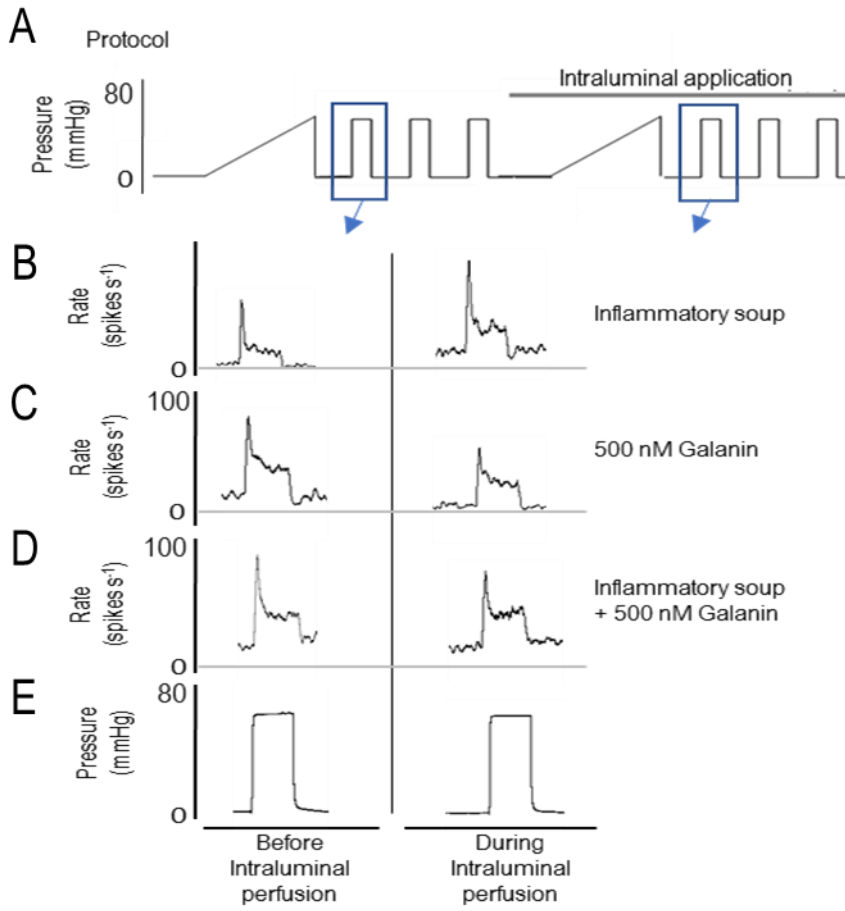 A
Protocol
Intraluminal application
80
Pressure
(mmHg)
0
B
Rate
(spikes s-1)
0
Inflammatory soup
C
100
Rate
(spikes s-1)
0
500 nM Galanin
D
100
Rate
(spikes s-1)
0
Inflammatory soup
+ 500 nM Galanin
E
80
Pressure
(mmHg)
0
Before
Intraluminal
perfusion
During
Intraluminal
perfusion